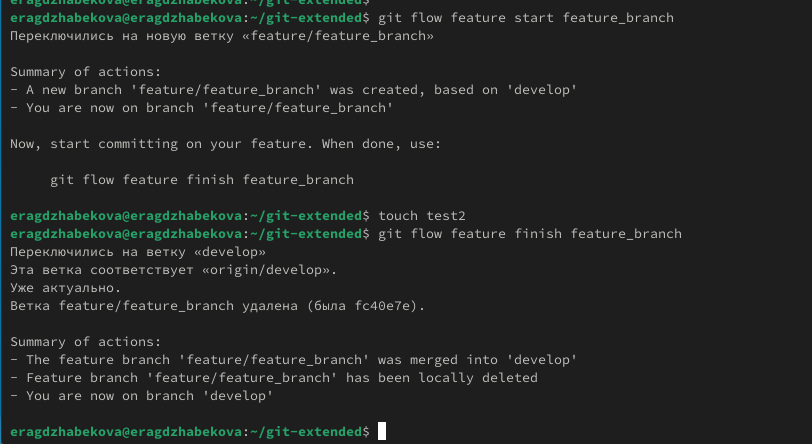 eragdzhabekova@eragdzhabekova:~/git-extended$
eragdzhabekova@eragdzhabekova:~/git-extended$ git flow feature start feature_branch
Переключились на новую ветку «feature/feature_branch»
Summary of actions:
- A new branch 'feature/feature_branch' was created, based on 'develop'
- You are now on branch 'feature/feature_branch'
Now, start committing on your feature. When done, use:
git flow feature finish feature_branch
eragdzhabekova@eragdzhabekova:~/git-extended$ touch test2
eragdzhabekova@eragdzhabekova:~/git-extended$ git flow feature finish feature_branch
Переключились на ветку «develop»
Эта ветка соответствует «origin/develop».
Уже актуально.
Ветка feature/feature_branch удалена (была fc40e7e).
Summary of actions:
- The feature branch 'feature/feature_branch' was merged into 'develop'
- Feature branch 'feature/feature_branch' has been locally deleted
- You are now on branch 'develop'
eragdzhabekova@eragdzhabekova:~/git-extended$